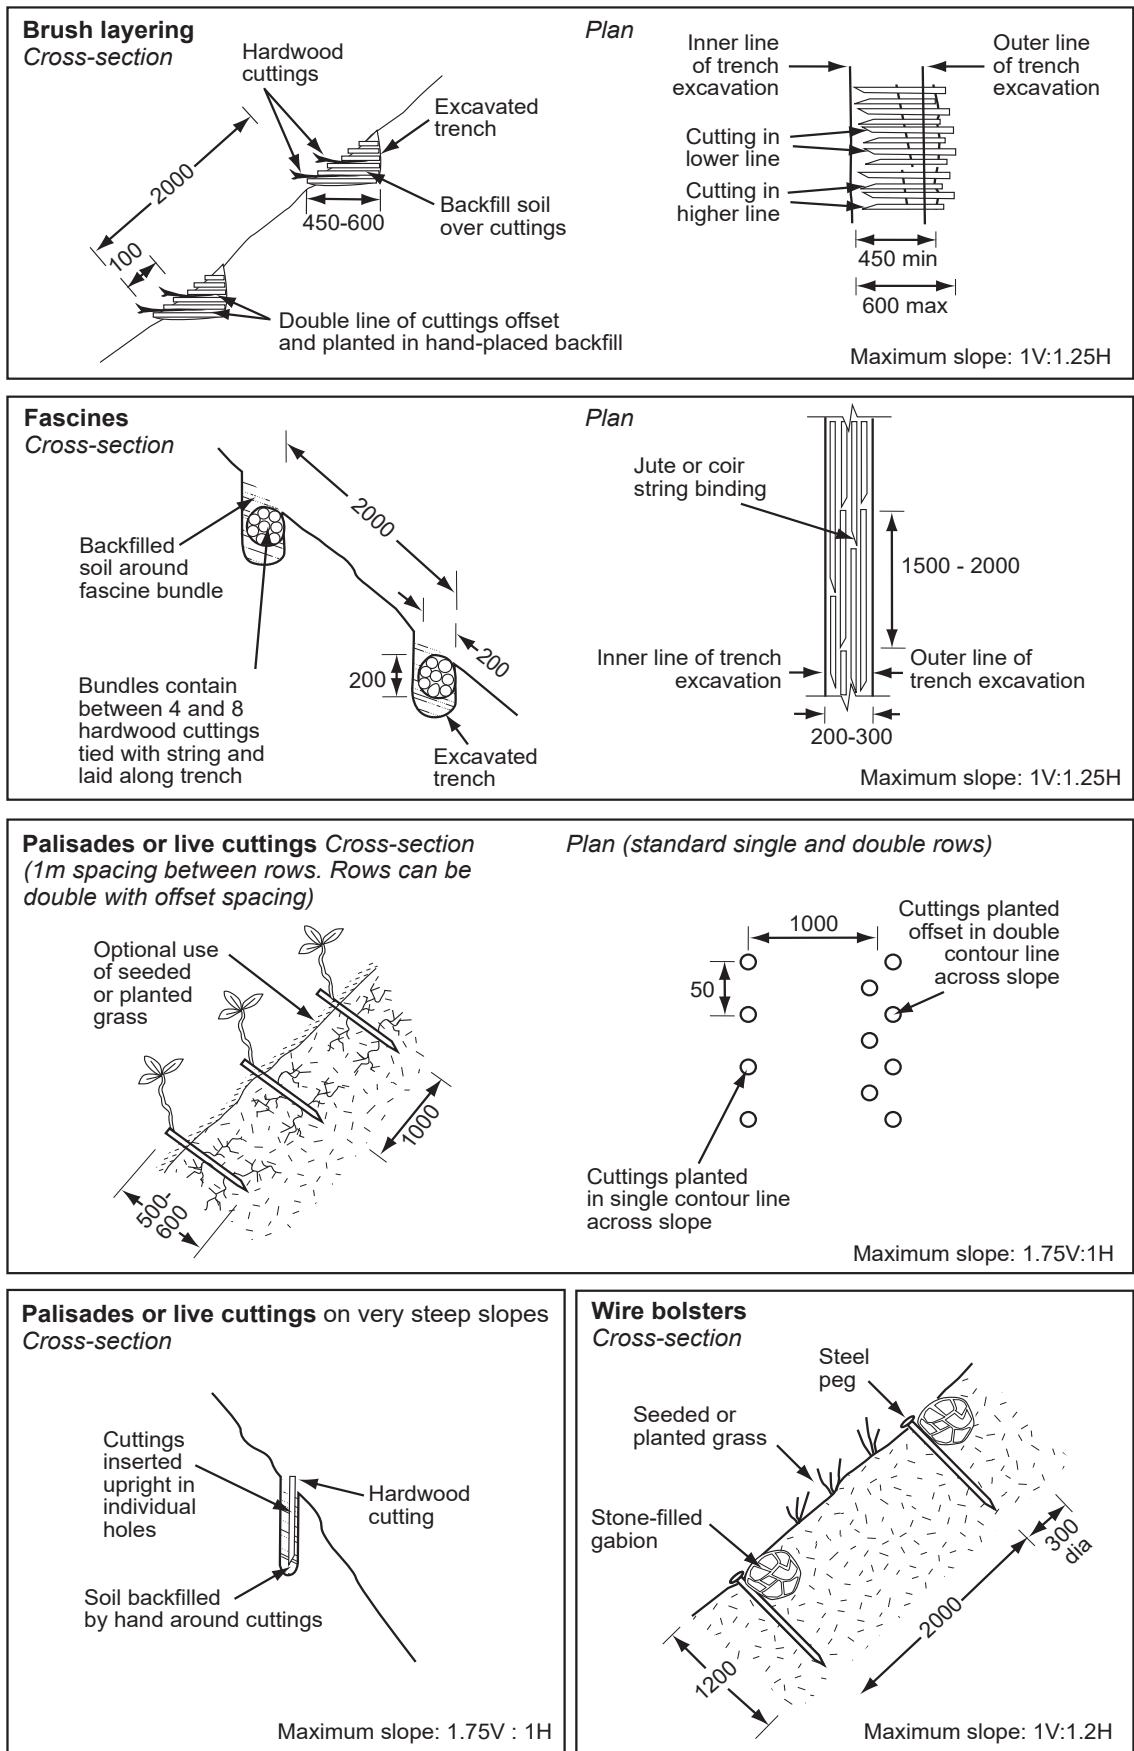 Brush layering
Cross-section
Hardwood
cuttings
Excavated
trench
2000
450-600
Backfill soil
over cuttings
100
Double line of cuttings offset
and planted in hand-placed backfill
Plan
Inner line
of trench
excavation
Outer line
of trench
excavation
Cutting in
lower line
Cutting in
higher line
450 min
600 max
Maximum slope: 1V:1.25H
Fascines
Cross-section
2000
Backfilled
soil around
fascine bundle
200
200
Bundles contain
between 4 and 8
hardwood cuttings
tied with string and
laid along trench
Excavated
trench
Plan
Jute or coir
string binding
1500 - 2000
Inner line of trench
excavation
Outer line of
trench excavation
200-300
Maximum slope: 1V:1.25H
Palisades or live cuttings Cross-section
(1m spacing between rows. Rows can be
double with offset spacing)
Optional use
of seeded
or planted
grass
1000
500-
600
Plan (standard single and double rows)
1000
50
Cuttings planted
offset in double
contour line
across slope
Cuttings planted
in single contour line
across slope
Maximum slope: 1.75V:1H
Palisades or live cuttings on very steep slopes
Cross-section
Cuttings
inserted
upright in
individual
holes
Hardwood
cutting
Soil backfilled
by hand around cuttings
Maximum slope: 1.75V : 1H
Wire bolsters
Cross-section
Steel
peg
Seeded or
planted grass
Stone-filled
gabion
300
dia
2000
1200
Maximum slope: 1V:1.2H